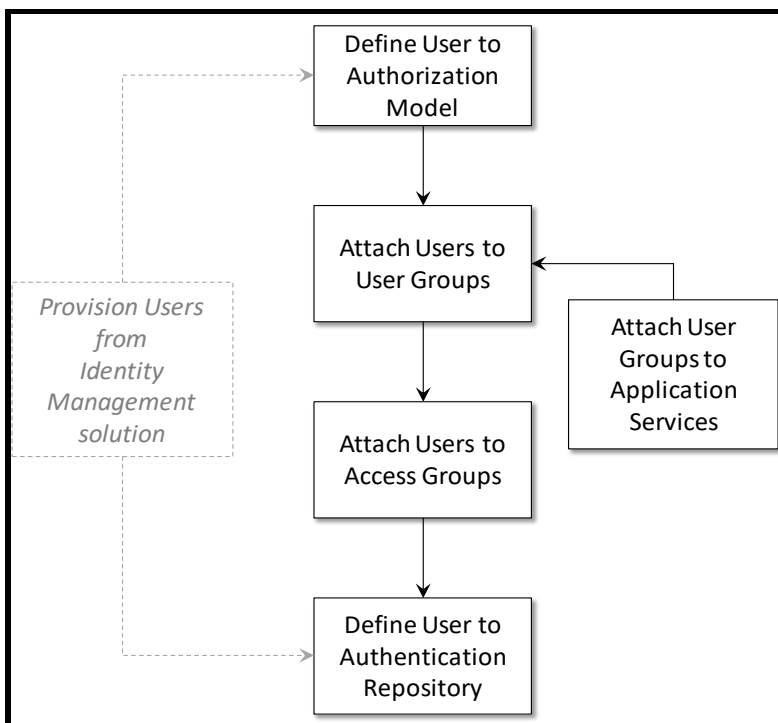 Define User to
Authorization
Model
Attach Users to
User Groups
Provision Users
from
Identity
Management
solution
Attach User
Groups to
Application
Services
Attach Users to
Access Groups
Define User to
Authentication
Repository